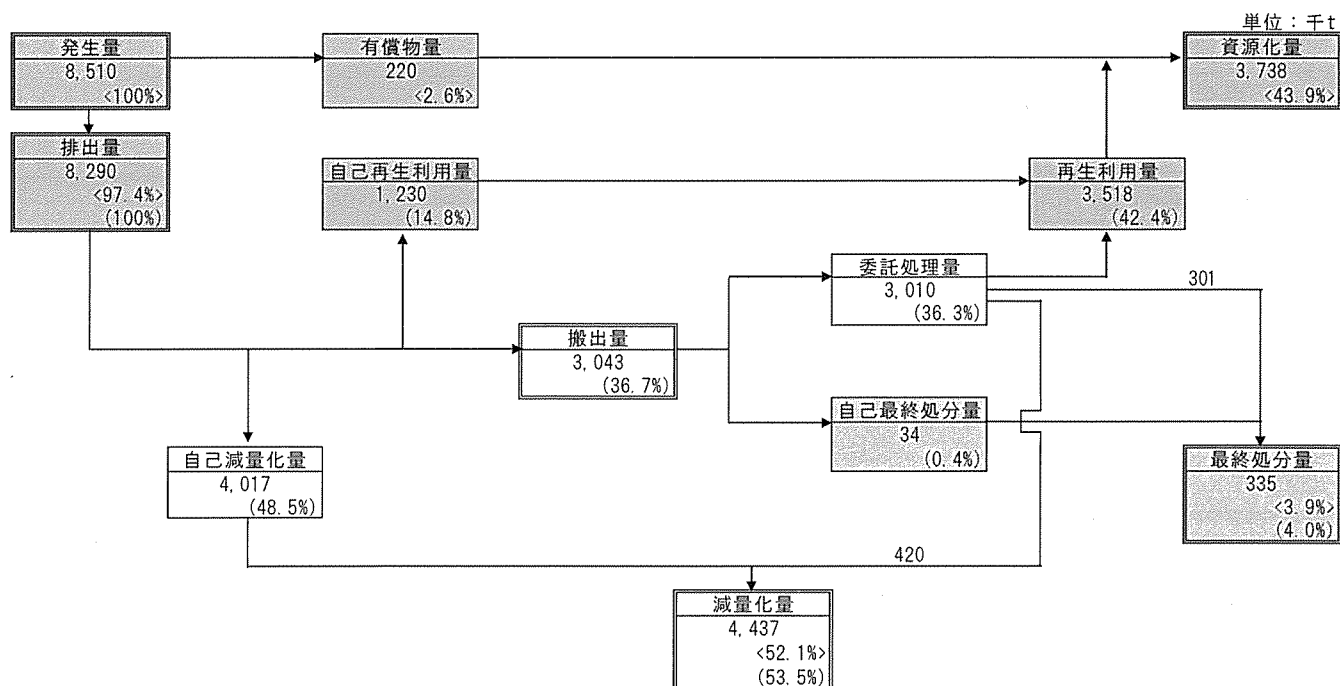 単位：千t
発生量
8,510
<100%>
有償物量
220
<2.6%>
資源化量
3,738
<43.9%>
排出量
8,290
<97.4%>
(100%)
自己再生利用量
1,230
(14.8%)
再生利用量
3,518
(42.4%)
委託処理量
3,010
(36.3%)
301
搬出量
3,043
(36.7%)
自己最終処分量
34
(0.4%)
自己減量化量
4,017
(48.5%)
最終処分量
335
<3.9%>
(4.0%)
420
減量化量
4,437
<52.1%>
(53.5%)